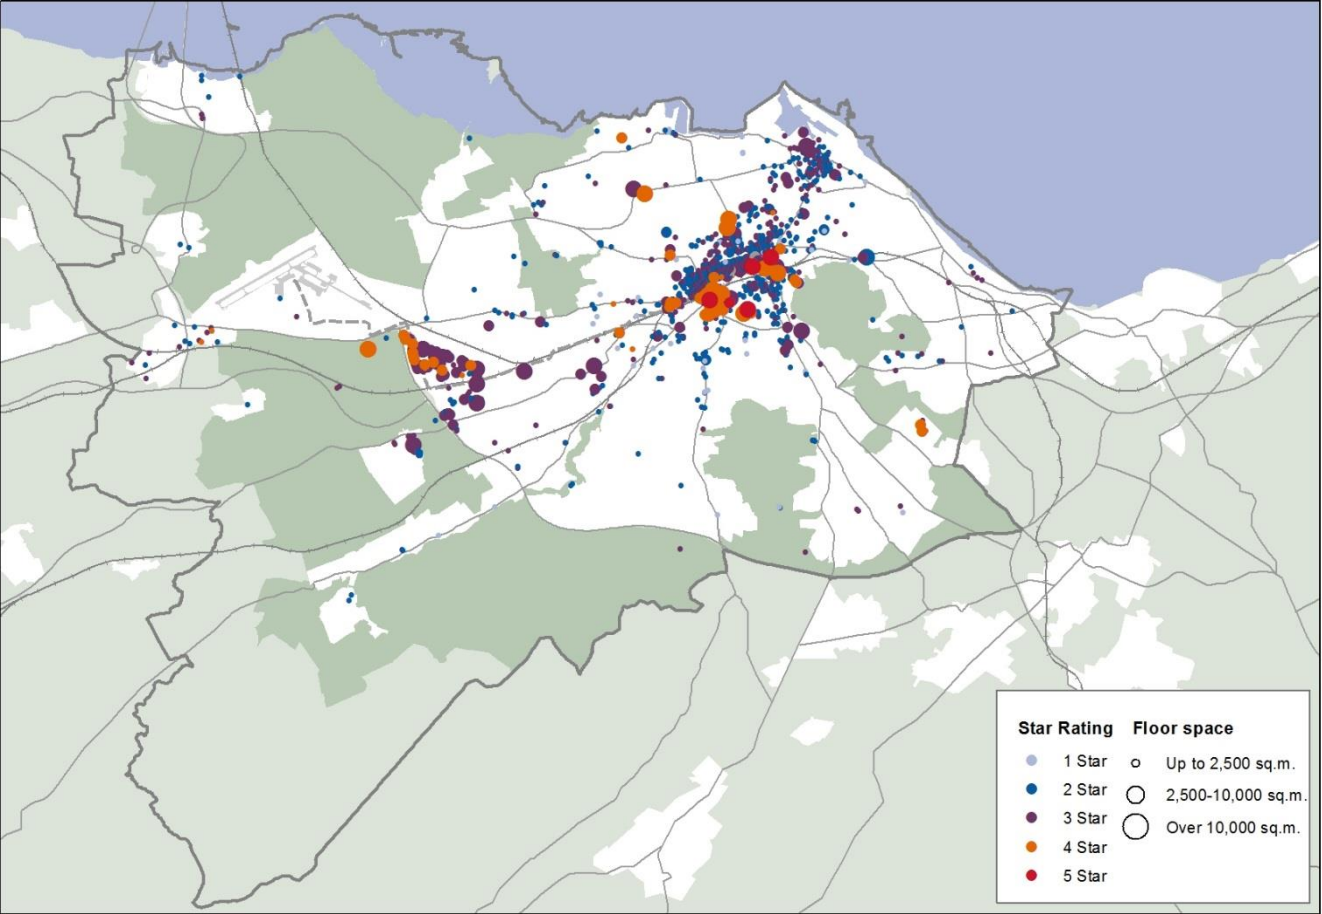 Star Rating Floor space
1 Star Up to 2,500 sq.m.
2 Star 2,500-10,000 sq.m.
3 Star Over 10,000 sq.m.
4 Star
5 Star